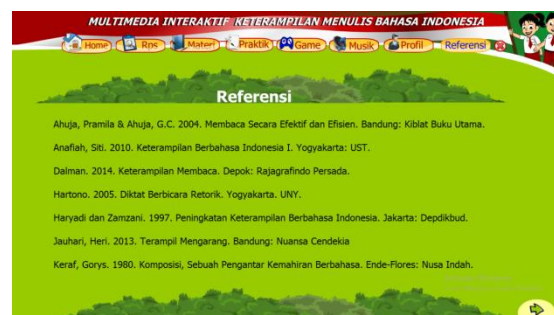 MULTIMEDIA INTERAKTIF KETERAMPILAN MENULIS BAHASA INDONESIA
Home Rps Materi Praktik Game Musik Profil Referensi
Referensi
Ahuja, Pramila & Ahuja, G.C. 2004. Membaca Secara Efektif dan Efisien. Bandung: Kiblat Buku Utama.
Anafiah, Siti. 2010. Keterampilan Berbahasa Indonesia I. Yogyakarta: UST.
Dalman. 2014. Keterampilan Membaca. Depok: Rajagrafindo Persada.
Hartono. 2005. Diktat Berbicara Retorik. Yogyakarta. UNY.
Haryadi dan Zamzani. 1997. Peningkatan Keterampilan Berbahasa Indonesia. Jakarta: Depdikbud.
Jauhari, Heri. 2013. Terampil Mengarang. Bandung: Nuansa Cendekia
Keraf, Gorys. 1980. Komposisi, Sebuah Pengantar Kemahiran Berbahasa. Ende-Flores: Nusa Indah.